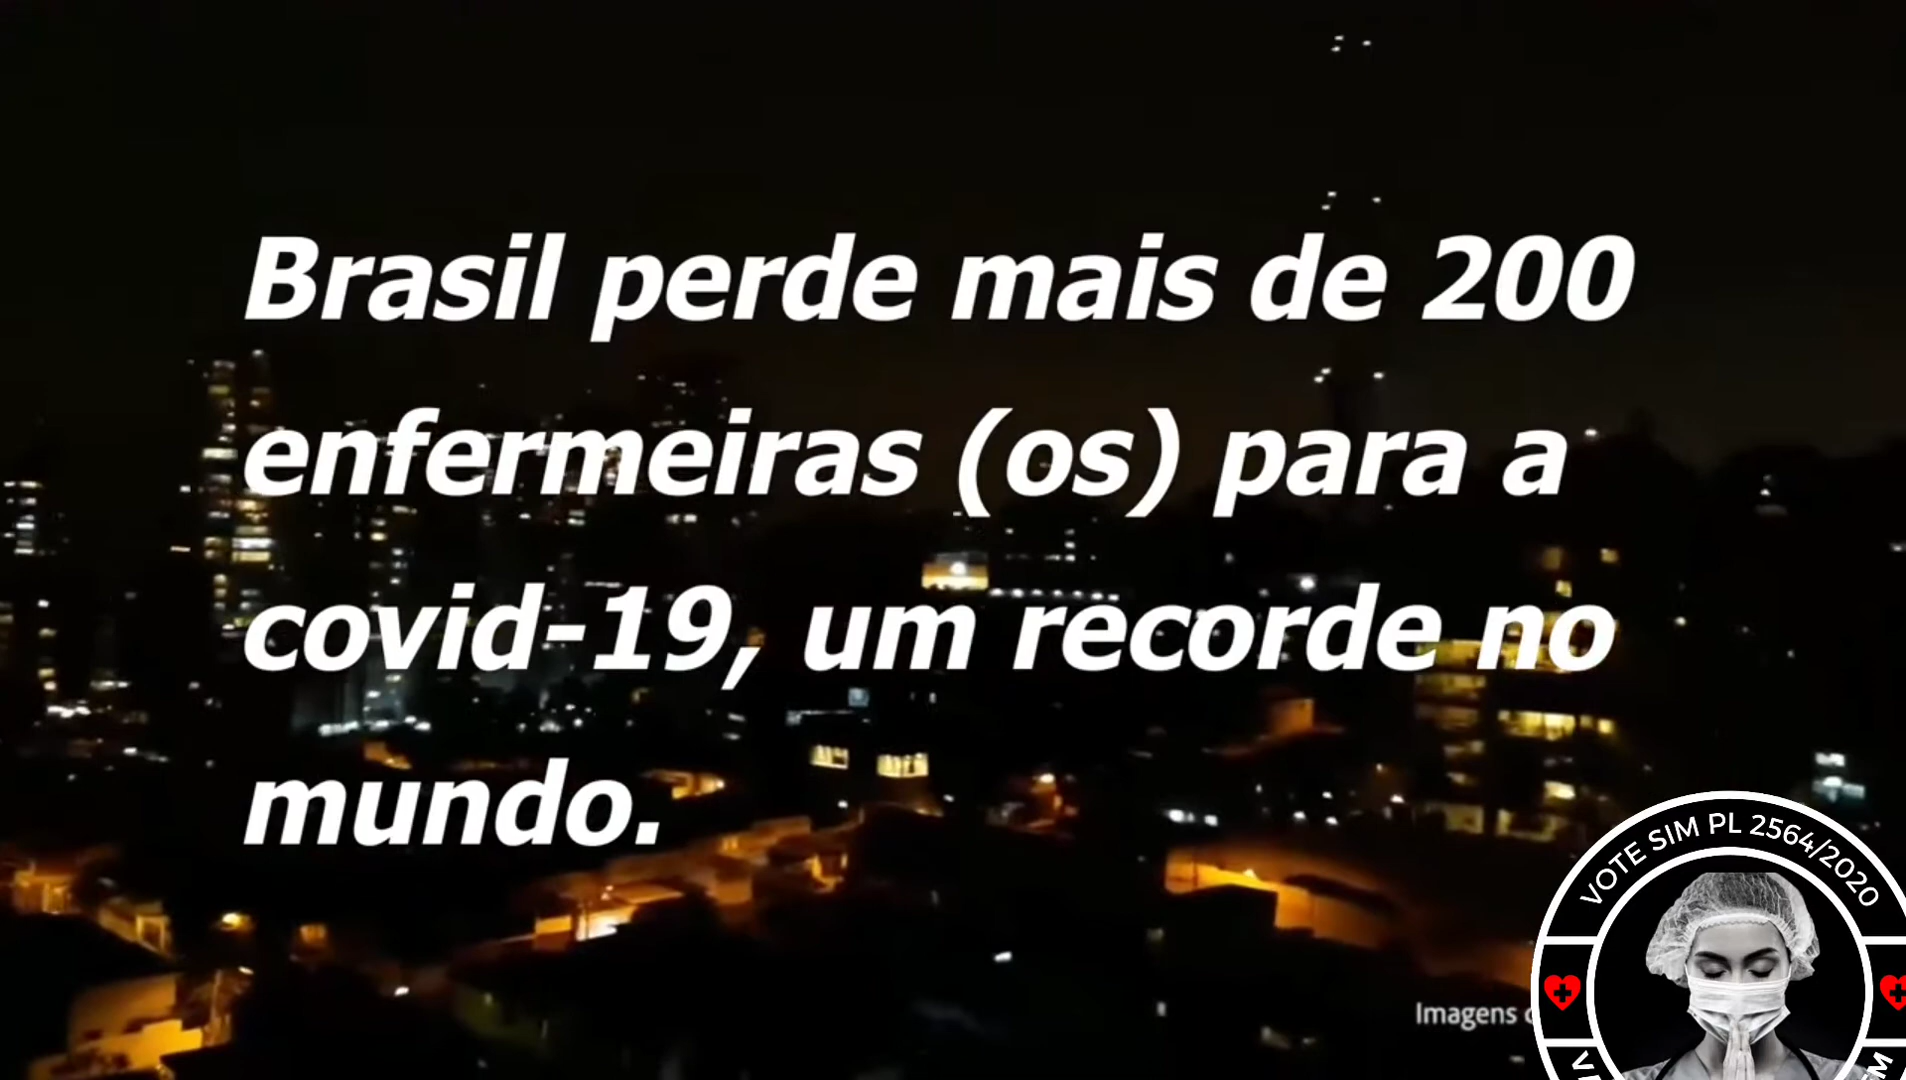 Brasil perde mais de 200
enfermeiras (os) para a
covid-19, um recorde no
mundo.
VOTE SIM PL 2564/2020
Imagens